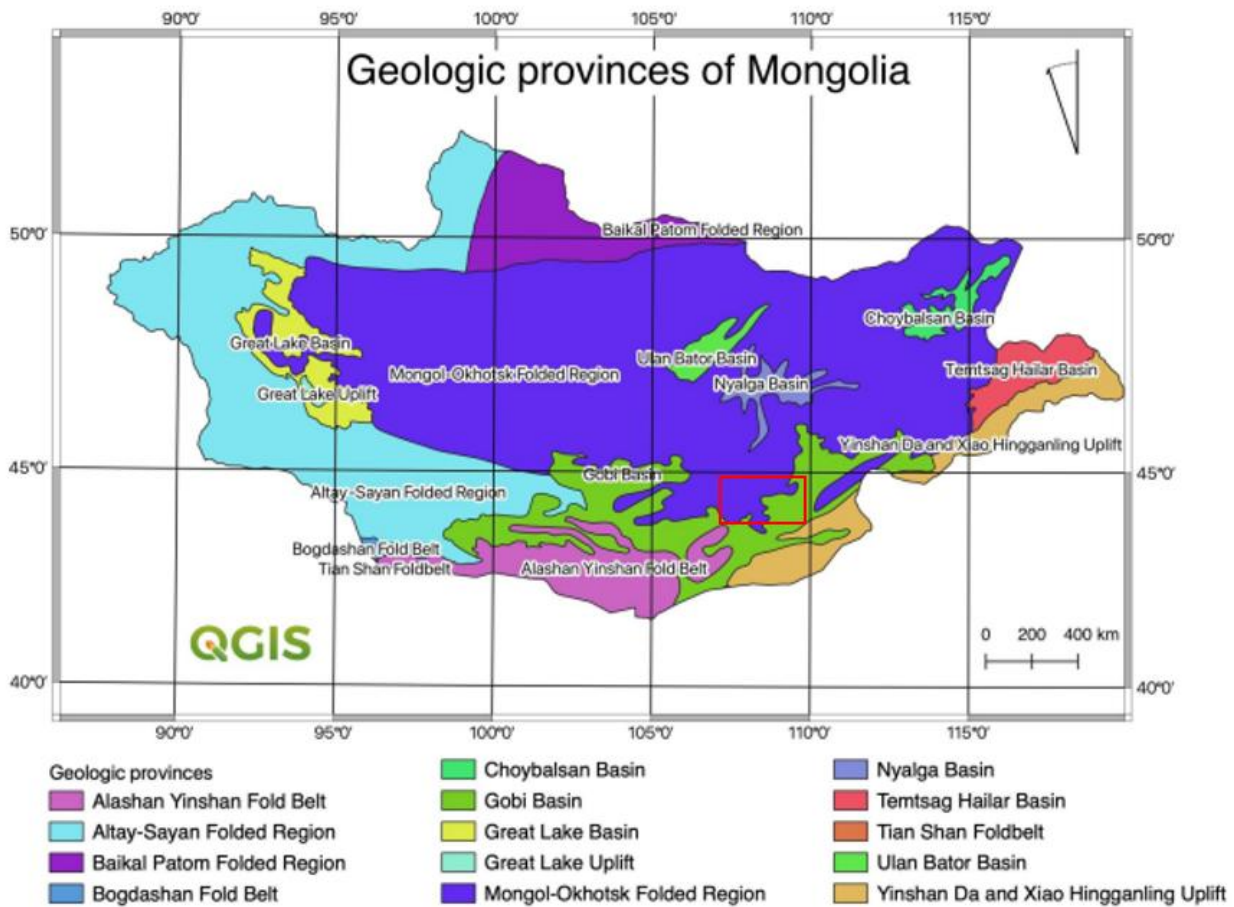 90°0' 95°0' 100°0' 105°0' 110°0' 115°0'
Geologic provinces of Mongolia
50°0' 50°0'
Baikal Patom Folded Region
Choybalsan Basin
Great Lake Basin
Ulan Bator Basin
Temtsag Hailar Basin
Mongol-Okhotsk Folded Region
Nyalga Basin
Great Lake Uplift
Yinshan Da and Xiao Hingganling Uplift
45°0' 45°0'
Gobi Basin
Altay-Sayan Folded Region
Bogdashan Fold Belt
Tian Shan Foldbelt
Alashan Yinshan Fold Belt
QGIS
0 200 400 km
40°0' 40°0'
90°0' 95°0' 100°0' 105°0' 110°0' 115°0'
Geologic provinces
Alashan Yinshan Fold Belt
Altay-Sayan Folded Region
Baikal Patom Folded Region
Bogdashan Fold Belt
Choybalsan Basin
Gobi Basin
Great Lake Basin
Great Lake Uplift
Mongol-Okhotsk Folded Region
Nyalga Basin
Temtsag Hailar Basin
Tian Shan Foldbelt
Ulan Bator Basin
Yinshan Da and Xiao Hingganling Uplift